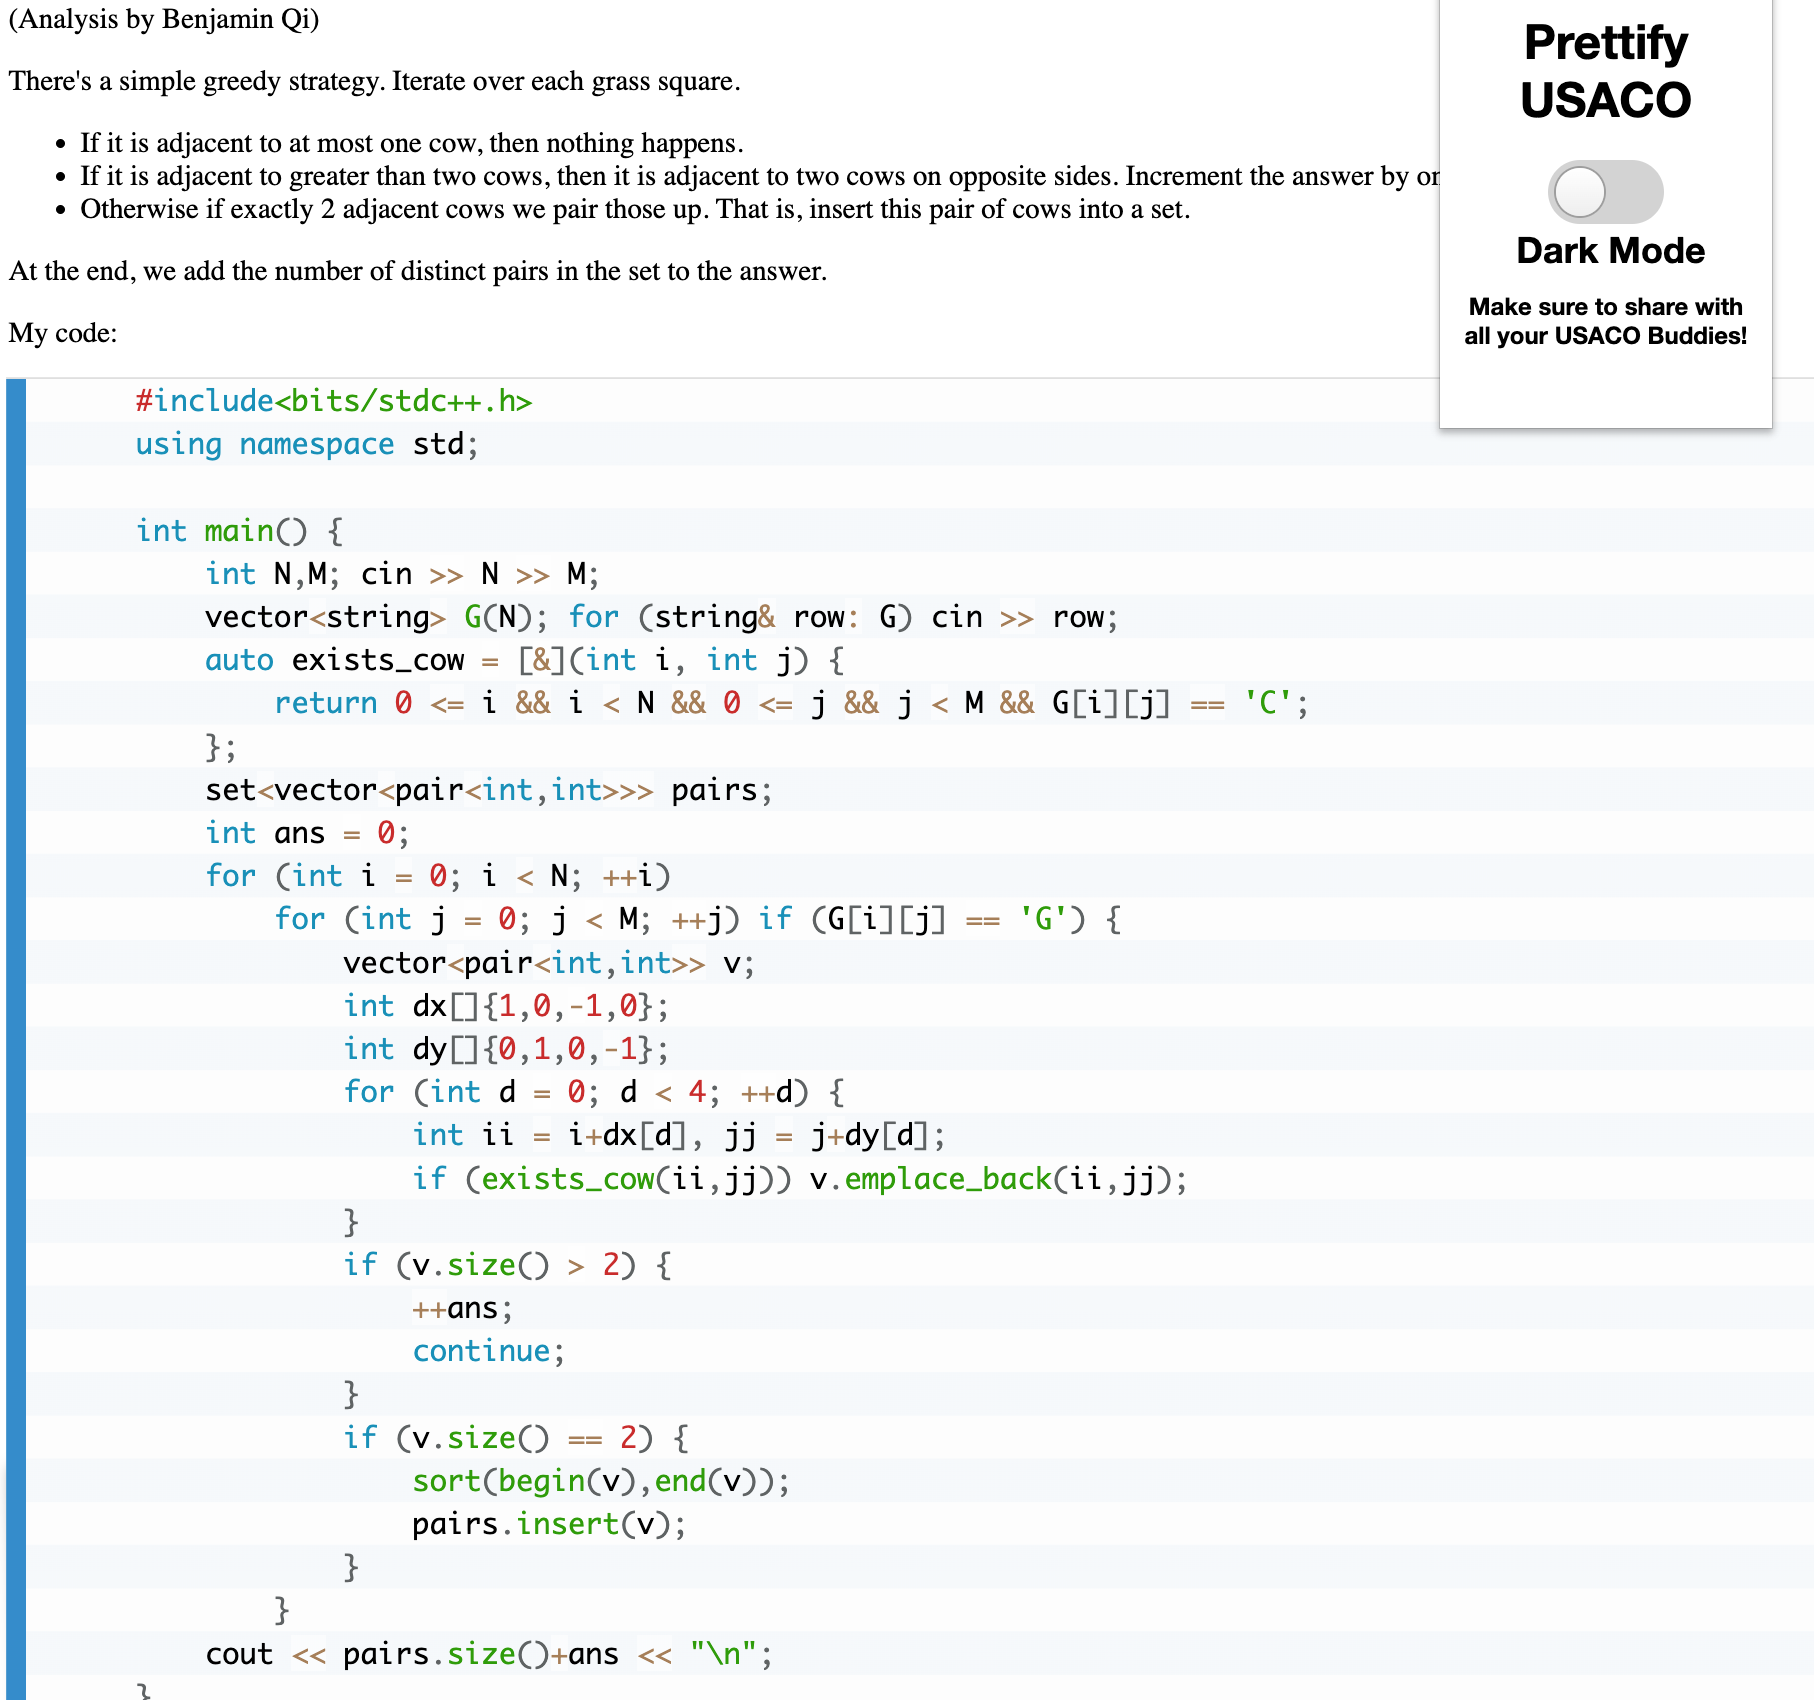 (Analysis by Benjamin Qi)
There's a simple greedy strategy. Iterate over each grass square.
• If it is adjacent to at most one cow, then nothing happens.
• If it is adjacent to greater than two cows, then it is adjacent to two cows on opposite sides. Increment the answer by
• Otherwise if exactly 2 adjacent cows we pair those up. That is, insert this pair of cows into a set.
At the end, we add the number of distinct pairs in the set to the answer.
My code:
Prettify
USACO
Dark Mode
Make sure to share with
all your USACO Buddies!
#include<bits/stdc++.h>
using namespace std;

int main() {
    int N,M; cin >> N >> M;
    vector<string> G(N); for (string& row: G) cin >> row;
    auto exists_cow = [&](int i, int j) {
        return 0 <= i && i < N && 0 <= j && j < M && G[i][j] == 'C';
    };
    set<vector<pair<int,int>>> pairs;
    int ans = 0;
    for (int i = 0; i < N; ++i)
        for (int j = 0; j < M; ++j) if (G[i][j] == 'G') {
            vector<pair<int,int>> v;
            int dx[]{1,0,-1,0};
            int dy[]{0,1,0,-1};
            for (int d = 0; d < 4; ++d) {
                int ii = i+dx[d], jj = j+dy[d];
                if (exists_cow(ii,jj)) v.emplace_back(ii,jj);
            }
            if (v.size() > 2) {
                ++ans;
                continue;
            }
            if (v.size() == 2) {
                sort(begin(v),end(v));
                pairs.insert(v);
            }
        }
    cout << pairs.size()+ans << "\n";
}